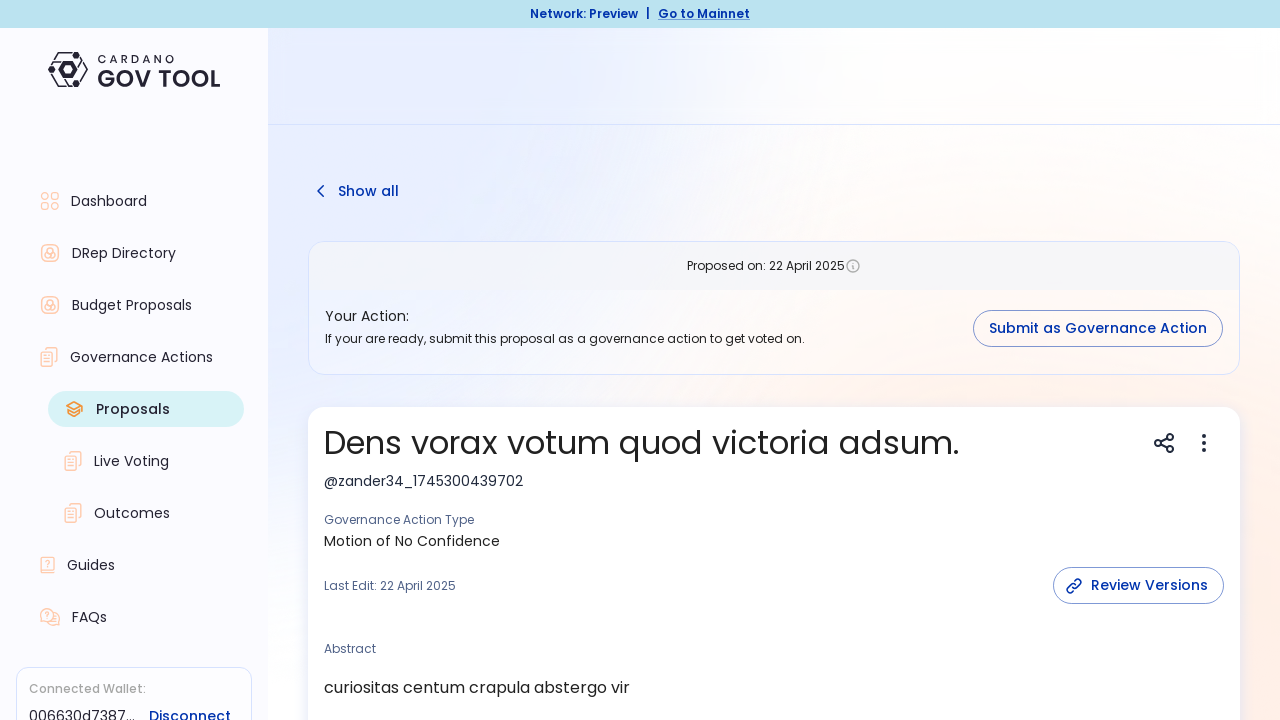 Network: Preview | Go to Mainnet
CARDANO
GOV TOOL
Dashboard
DRep Directory
Budget Proposals
Governance Actions
Proposals
Live Voting
Outcomes
Guides
FAQs
Connected Wallet:
006630d7387... Disconnect
Show all
Proposed on: 22 April 2025
Your Action:
If your are ready, submit this proposal as a governance action to get voted on.
Submit as Governance Action
Dens vorax votum quod victoria adsum.
@zander34_1745300439702
Governance Action Type
Motion of No Confidence
Last Edit: 22 April 2025
Review Versions
Abstract
curiositas centum crapula abstergo vir